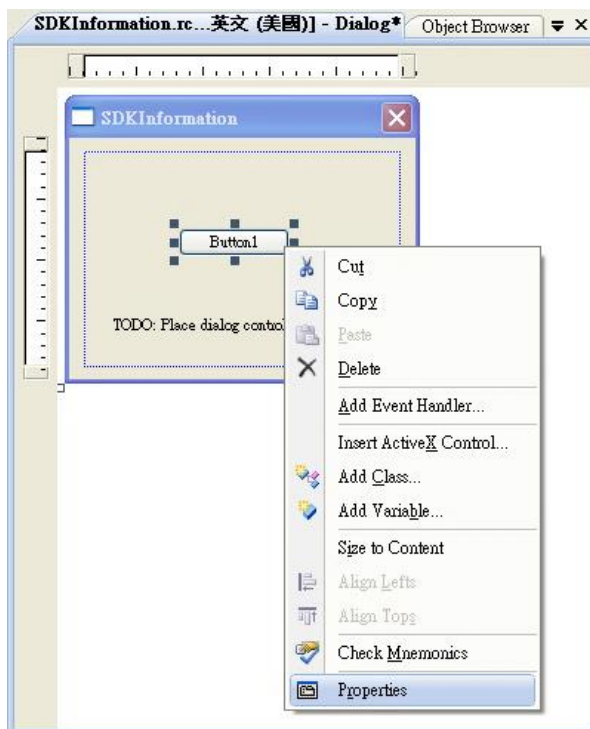 SDKInformation.rc...英文 (美國)] - Dialog* Object Browser
SDKInformation
Button1
TODO: Place dialog control
Cut
Copy
Paste
Delete
Add Event Handler...
Insert ActiveX Control...
Add Class...
Add Variable...
Size to Content
Align Lefts
Align Tops
Check Mnemonics
Properties